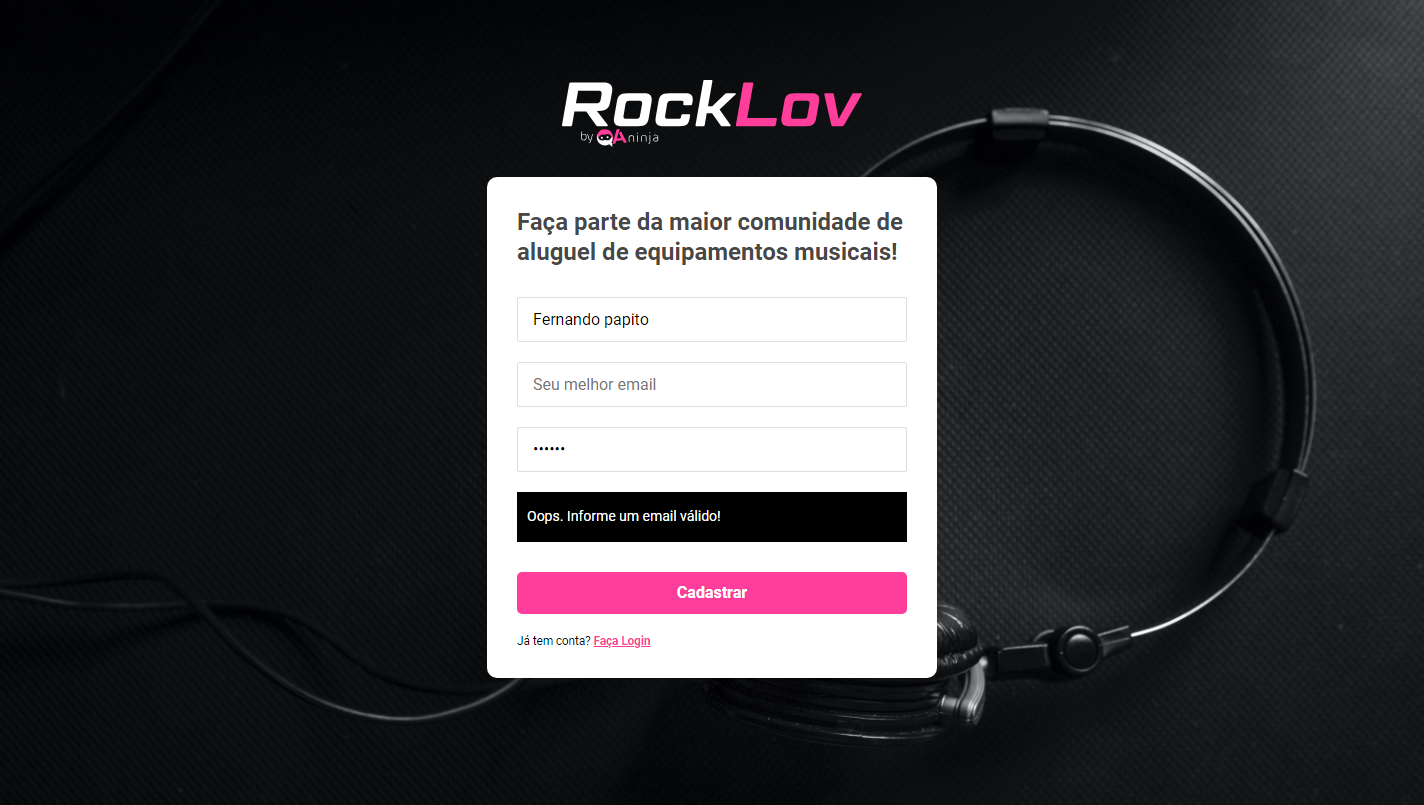 RockLov
by QAninja
Faça parte da maior comunidade de
aluguel de equipamentos musicais!
Fernando papito
Seu melhor email
••••••
Oops. Informe um email válido!
Cadastrar
Já tem conta? Faça Login